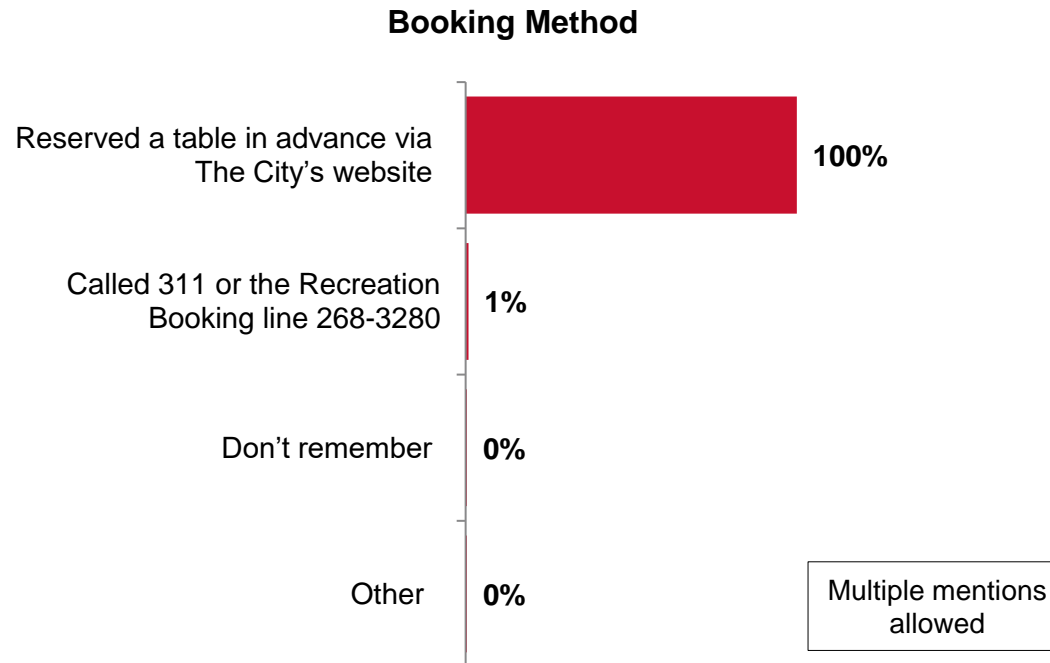 Booking Method
Reserved a table in advance via
The City’s website
100%
Called 311 or the Recreation
Booking line 268-3280
1%
Don’t remember
0%
Other
0%
Multiple mentions
allowed